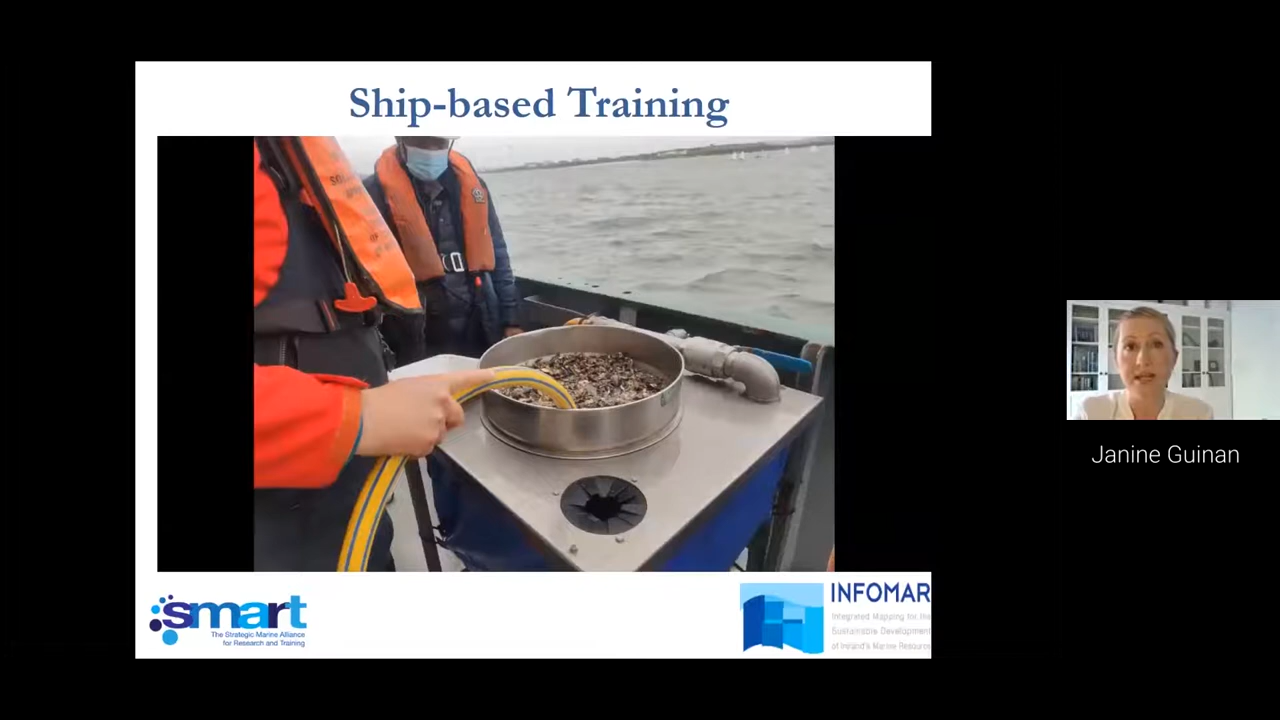 Ship-based Training
smart
The Strategic Marine Alliance
for Research and Training
INFOMAR
Integrated Mapping for the
Sustainable Development
of Ireland's Marine Resourc
Janine Guinan